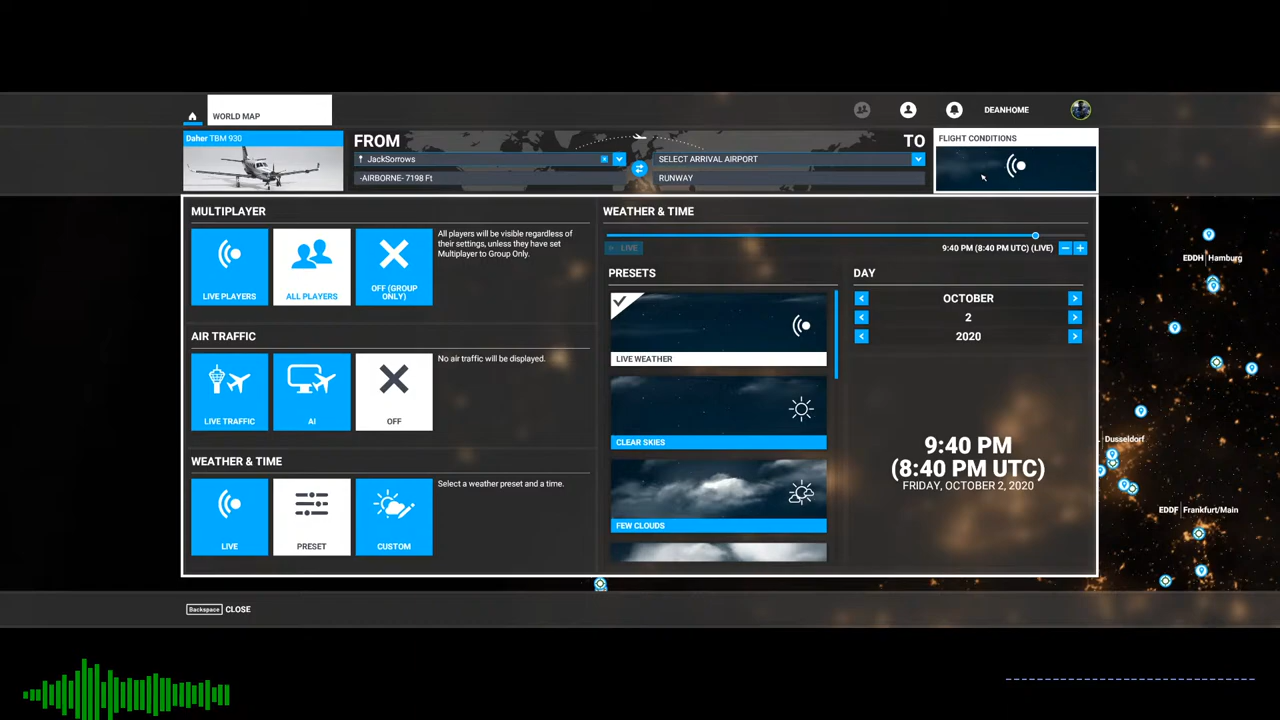 WORLD MAP
DEANHOME
Daher TBM 930
FROM
JackSorrows
-AIRBORNE- 7198 Ft
TO
SELECT ARRIVAL AIRPORT
RUNWAY
FLIGHT CONDITIONS
MULTIPLAYER
LIVE PLAYERS
ALL PLAYERS
OFF (GROUP
ONLY)
All players will be visible regardless of
their settings, unless they have set
Multiplayer to Group Only.
AIR TRAFFIC
LIVE TRAFFIC
AI
OFF
No air traffic will be displayed.
WEATHER & TIME
LIVE
PRESET
CUSTOM
Select a weather preset and a time.
WEATHER & TIME
LIVE
9:40 PM (8:40 PM UTC) (LIVE)
PRESETS
LIVE WEATHER
CLEAR SKIES
FEW CLOUDS
DAY
OCTOBER
2
2020
9:40 PM
(8:40 PM UTC)
FRIDAY, OCTOBER 2, 2020
EDDH Hamburg
Dusseldorf
EDDF Frankfurt/Main
Backspace CLOSE